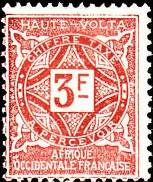 HAUTE-VOLTA
CHIFFRE TAXE
3F
A PERCEVOIR
AFRIQUE
OCCIDENTALE FRANÇAISE